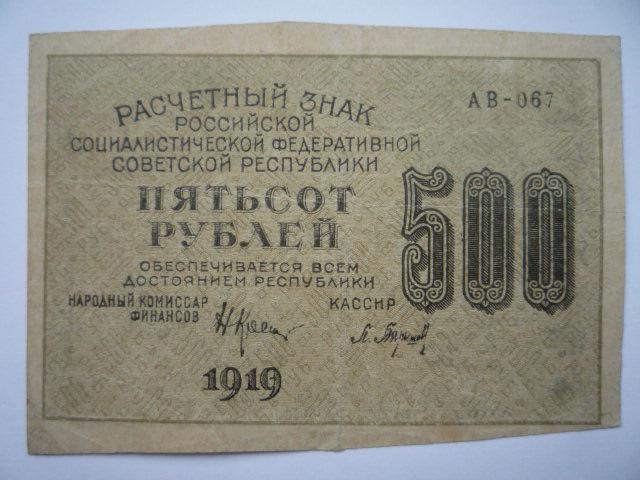 РАСЧЕТНЫЙ ЗНАК
АВ-067
РОССИЙСКОЙ
СОЦИАЛИСТИЧЕСКОЙ ФЕДЕРАТИВНОЙ
СОВЕТСКОЙ РЕСПУБЛИКИ
ПЯТЬСОТ
РУБЛЕЙ
500
ОБЕСПЕЧИВАЕТСЯ ВСЕМ
ДОСТОЯНИЕМ РЕСПУБЛИКИ
НАРОДНЫЙ КОМИССАР
ФИНАНСОВ
КАССИР
1919